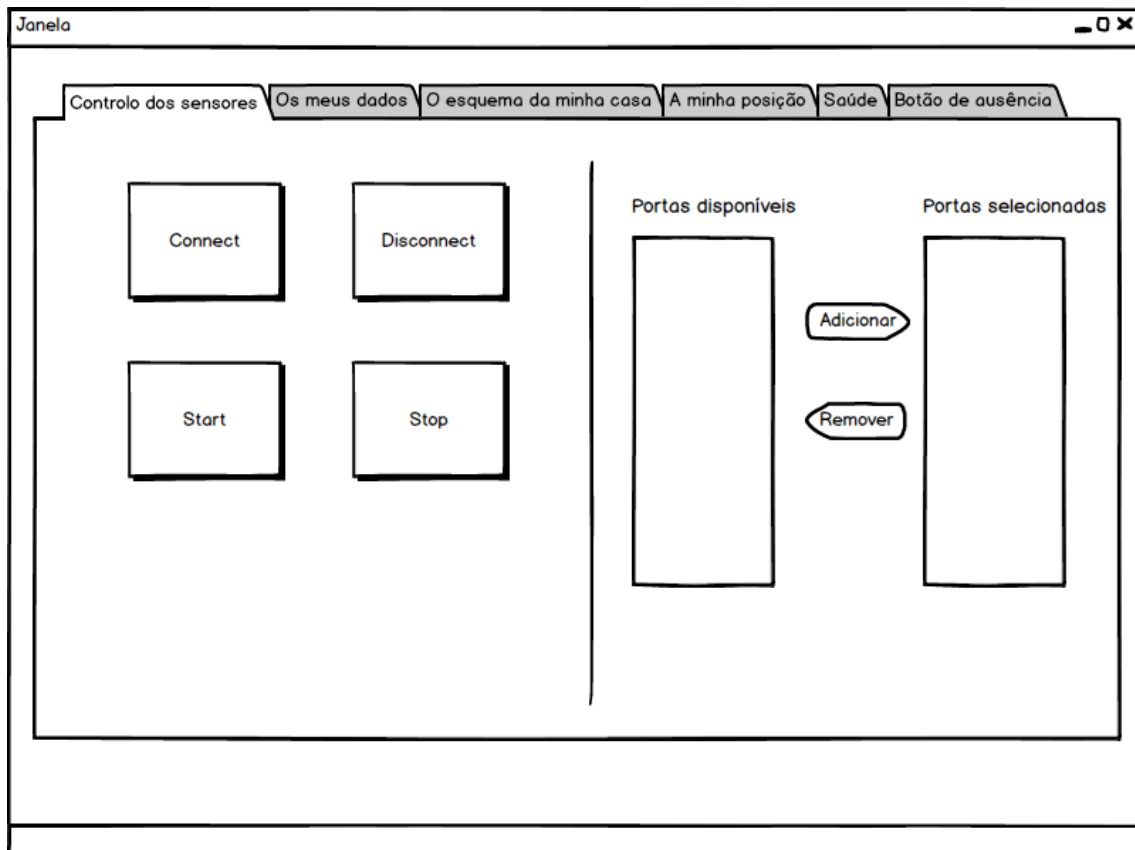 Janela
Controlo dos sensores Os meus dados O esquema da minha casa A minha posição Saúde Botão de ausência
Connect Disconnect
Start Stop
Portas disponíveis Portas selecionadas
Adicionar
Remover